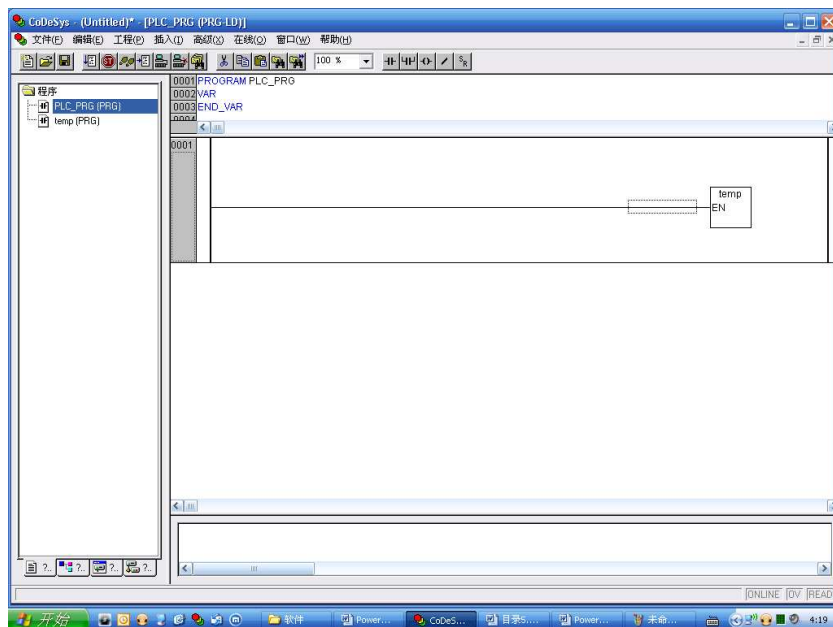 CoDeSys - (Untitled)* - [PLC_PRG (PRG-LD)]
文件(F) 编辑(E) 工程(P) 插入(I) 高级(X) 在线(O) 窗口(W) 帮助(H)
100 %
程序
PLC_PRG (PRG)
temp (PRG)
0001 PROGRAM PLC_PRG
0002 VAR
0003 END_VAR
0004
0001
temp
EN
?..
?..
?..
?..
ONLINE OV READ
开始
软件
Power...
CoDeS...
目录S....
Power...
未命...
4:19